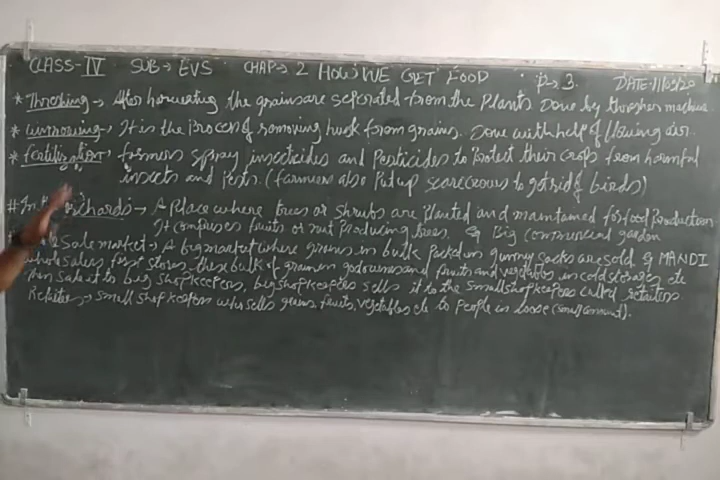 CLASS-IV SUB→ EVS CHAP→ 2 HOW WE GET FOOD P→ 3. DATE:11/02/20
* Threshing → After harvesting the grains are seperated from the Plants Done by thresher machine
* winnowing → It is the Process of removing husk from grains. Done with help of blowing air.
* fertilization → farmers spray insecticides and Pesticides to Protect their crops from harmful
insects and Pests. (farmers also Put up scarecrows to get rid of birds)
# In orchards → A Place where trees or shrubs are Planted and maintained for food Production
It comprises fruits or nut Producing trees. eg Big Commercial garden
Sale market → A big market where in bulk Packed in gunny sacks are sold eg MANDI
wholesalers first stores these bulk of grains in godowns and fruits and vegetables in cold storages etc
Then sale it to big shopkeepers, big shopkeepers sells it to the small shopkeepers called retailers
Retailers → small shopkeepers who sells grains, fruits, vegetables etc to People in loose (small amount).